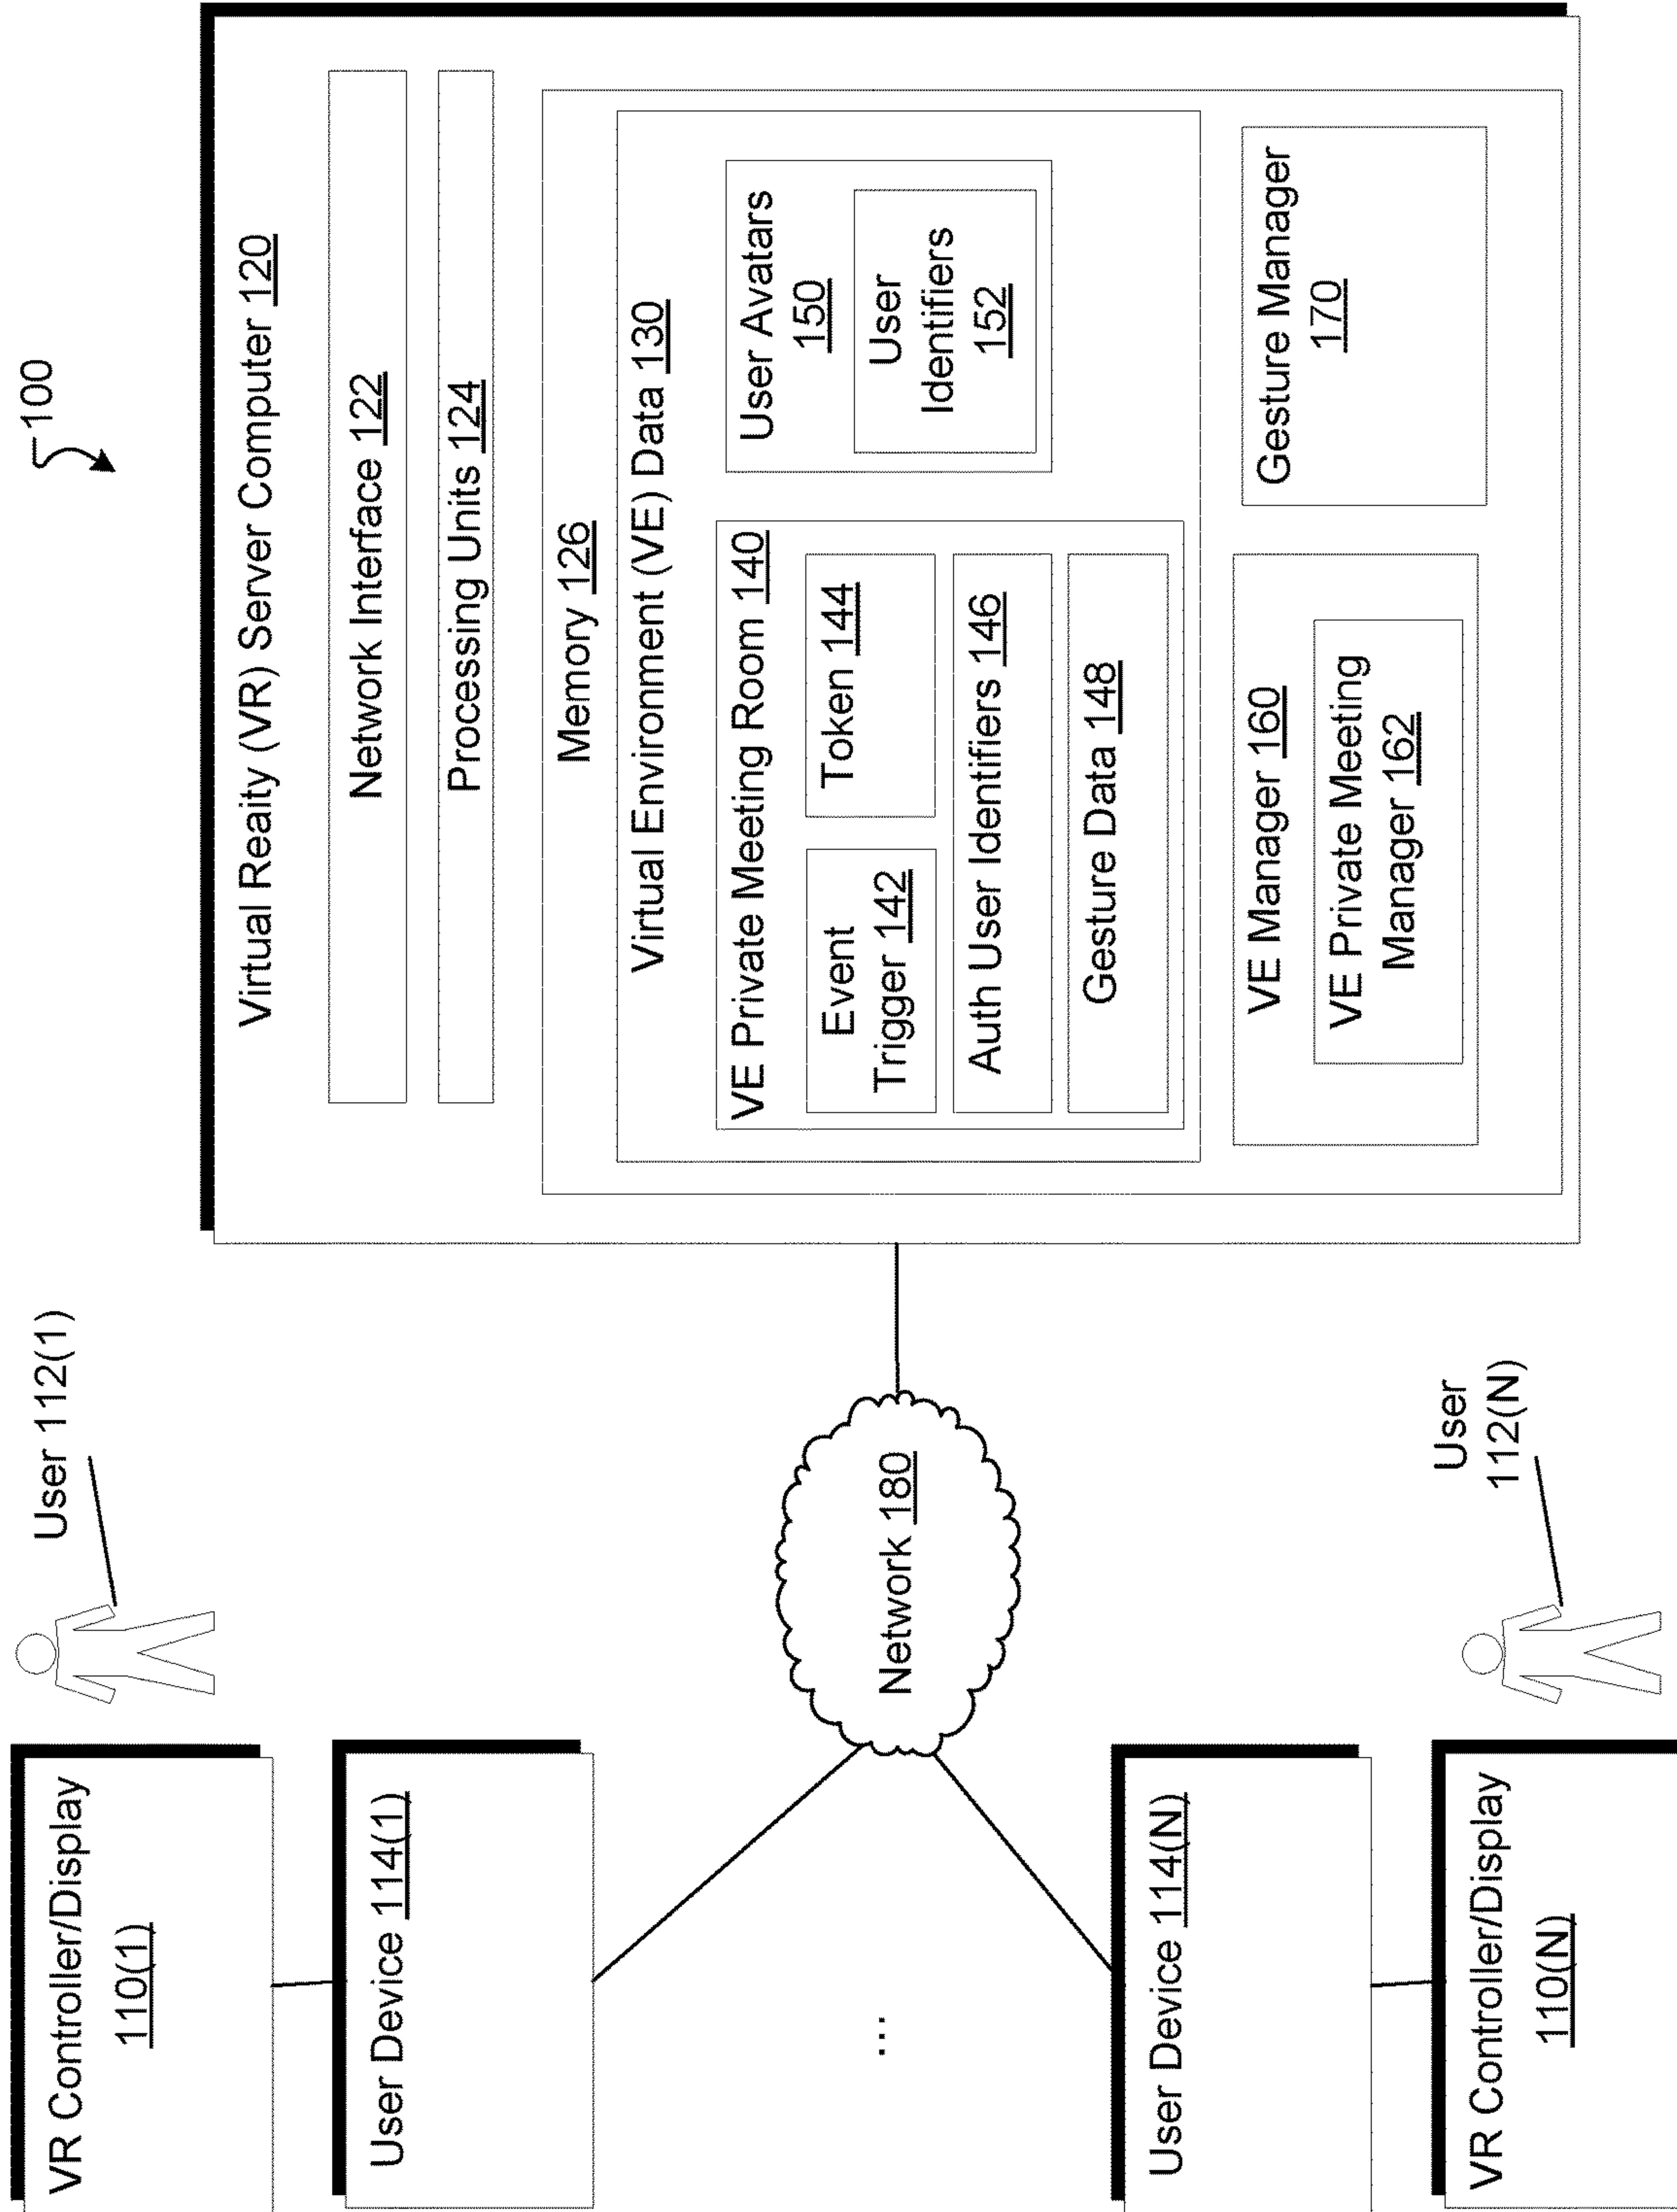 100
VR Controller/Display
110(1)
User 112(1)
User Device 114(1)
...
Network 180
User Device 114(N)
VR Controller/Display
110(N)
User
112(N)
Virtual Reaity (VR) Server Computer 120
Network Interface 122
Processing Units 124
Memory 126
Virtual Environment (VE) Data 130
VE Private Meeting Room 140
Event
Trigger 142
Token 144
Auth User Identifiers 146
Gesture Data 148
User Avatars
150
User
Identifiers
152
VE Manager 160
VE Private Meeting
Manager 162
Gesture Manager
170